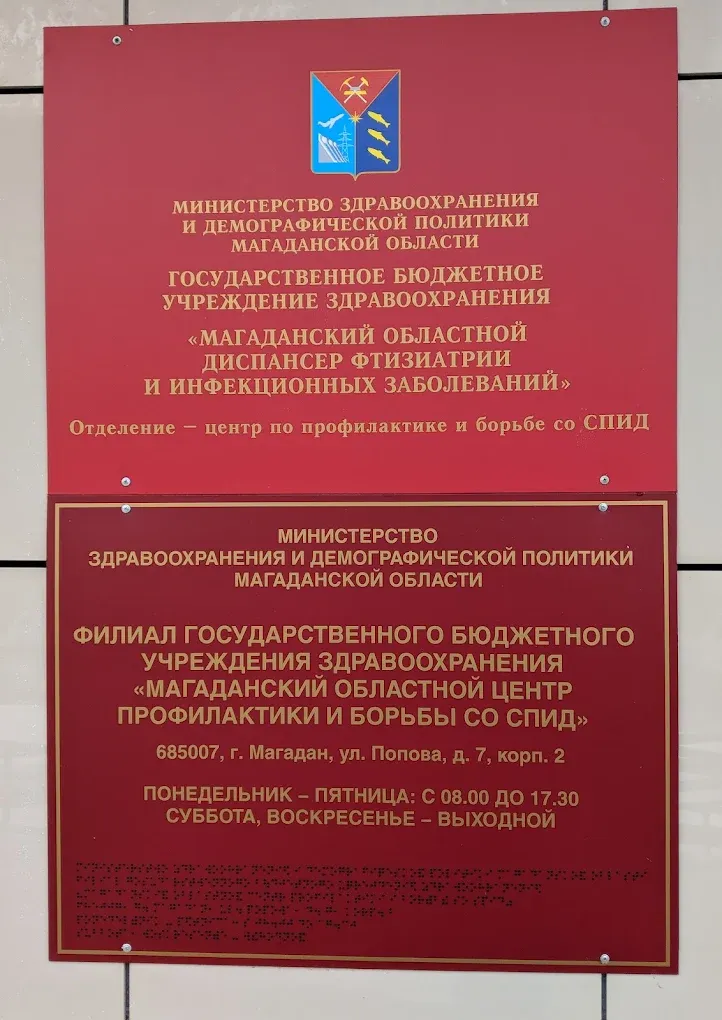 МИНИСТЕРСТВО ЗДРАВООХРАНЕНИЯ
И ДЕМОГРАФИЧЕСКОЙ ПОЛИТИКИ
МАГАДАНСКОЙ ОБЛАСТИ
ГОСУДАРСТВЕННОЕ БЮДЖЕТНОЕ
УЧРЕЖДЕНИЕ ЗДРАВООХРАНЕНИЯ
«МАГАДАНСКИЙ ОБЛАСТНОЙ
ДИСПАНСЕР ФТИЗИАТРИИ
И ИНФЕКЦИОННЫХ ЗАБОЛЕВАНИЙ»
Отделение – центр по профилактике и борьбе со СПИД
МИНИСТЕРСТВО
ЗДРАВООХРАНЕНИЯ И ДЕМОГРАФИЧЕСКОЙ ПОЛИТИКИ
МАГАДАНСКОЙ ОБЛАСТИ
ФИЛИАЛ ГОСУДАРСТВЕННОГО БЮДЖЕТНОГО
УЧРЕЖДЕНИЯ ЗДРАВООХРАНЕНИЯ
«МАГАДАНСКИЙ ОБЛАСТНОЙ ЦЕНТР
ПРОФИЛАКТИКИ И БОРЬБЫ СО СПИД»
685007, г. Магадан, ул. Попова, д. 7, корп. 2
ПОНЕДЕЛЬНИК – ПЯТНИЦА: С 08.00 ДО 17.30
СУББОТА, ВОСКРЕСЕНЬЕ – ВЫХОДНОЙ